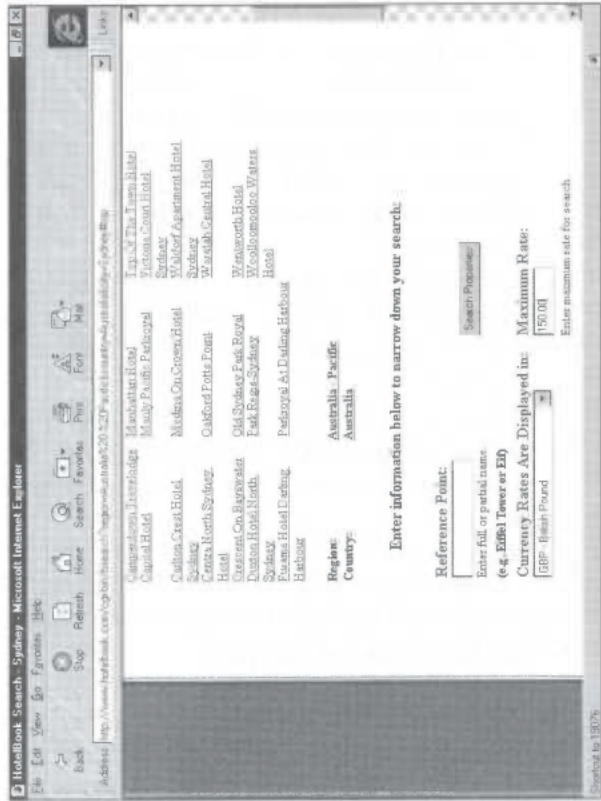 HotelBook Search - Sydney - Microsoft Internet Explorer
File Edit View Go Favorites Help
Back Stop Refresh Home Search Favorites Print Font Mail
Address Links
Camperdown Travelodge
Capital Hotel
Carlton Crest Hotel
Sydney
Centra North Sydney
Hotel
Crescent On Bayswater
Duxton Hotel North
Sydney
Furama Hotel Darling
Harbour
Manhattan Hotel
Manly Pacific Parkroyal
Medina On Crown Hotel
Oakford Potts Point
Old Sydney Park Royal
Park Regis-Sydney
Parkroyal At Darling Harbour
Top Of The Town Hotel
Victoria Court Hotel
Sydney
Waldorf Apartment Hotel
Sydney
Waratah Central Hotel
Wentworth Hotel
Woolloomooloo Waters
Hotel
Region: Australia Pacific
Country: Australia
Enter information below to narrow down your search:
Reference Point:
Enter full or partial name
(e.g., Eiffel Tower or Eif)
Search Properties
Currency Rates Are Displayed in: Maximum Rate:
GBP - British Pound 150.00
Enter maximum rate for search
Shortcut to 19076